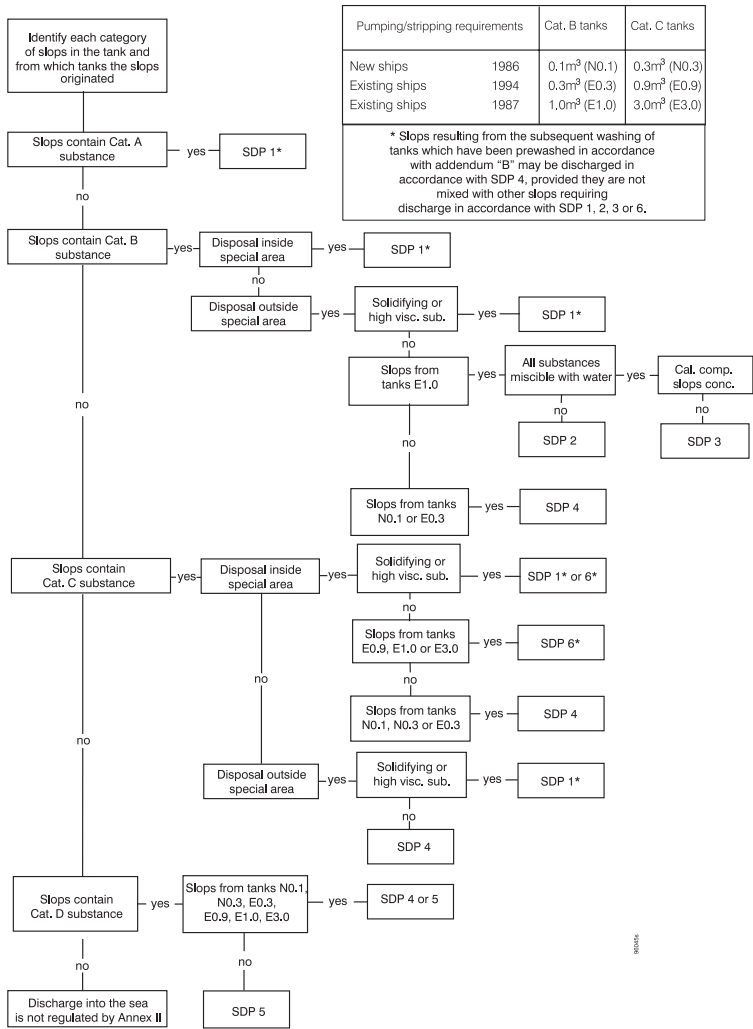 Identify each category
of slops in the tank and
from which tanks the slops
originated
Pumping/stripping requirements Cat. B tanks Cat. C tanks
New ships 1986 0.1m³ (N0.1) 0.3m³ (N0.3)
Existing ships 1994 0.3m³ (E0.3) 0.9m³ (E0.9)
Existing ships 1987 1.0m³ (E1.0) 3.0m³ (E3.0)
* Slops resulting from the subsequent washing of
tanks which have been prewashed in accordance
with addendum “B” may be discharged in
accordance with SDP 4, provided they are not
mixed with other slops requiring
discharge in accordance with SDP 1, 2, 3 or 6.
Slops contain Cat. A
substance
yes
SDP 1*
no
Slops contain Cat. B
substance
yes
Disposal inside
special area
yes
SDP 1*
no
Disposal outside
special area
yes
Solidifying or
high visc. sub.
yes
SDP 1*
no
Slops from
tanks E1.0
yes
All substances
miscible with water
yes
Cal. comp.
slops conc.
no
no
SDP 2
SDP 3
no
no
Slops from tanks
N0.1 or E0.3
yes
SDP 4
Slops contain
Cat. C substance
yes
Disposal inside
special area
yes
Solidifying or
high visc. sub.
yes
SDP 1* or 6*
no
Slops from tanks
E0.9, E1.0 or E3.0
yes
SDP 6*
no
no
Slops from tanks
N0.1, N0.3 or E0.3
yes
SDP 4
no
Disposal outside
special area
yes
Solidifying or
high visc. sub.
yes
SDP 1*
no
SDP 4
Slops contain
Cat. D substance
yes
Slops from tanks N0.1,
N0.3, E0.3,
E0.9, E1.0, E3.0
yes
SDP 4 or 5
no
no
Discharge into the sea
is not regulated by Annex II
SDP 5